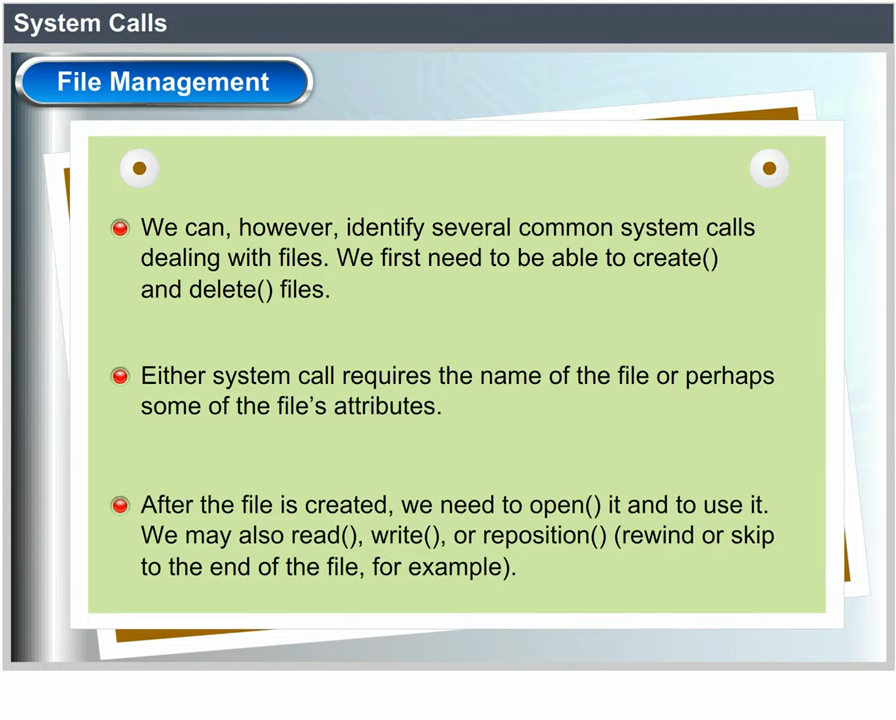 System Calls
File Management
We can, however, identify several common system calls
dealing with files. We first need to be able to create()
and delete() files.
Either system call requires the name of the file or perhaps
some of the file’s attributes.
After the file is created, we need to open() it and to use it.
We may also read(), write(), or reposition() (rewind or skip
to the end of the file, for example).